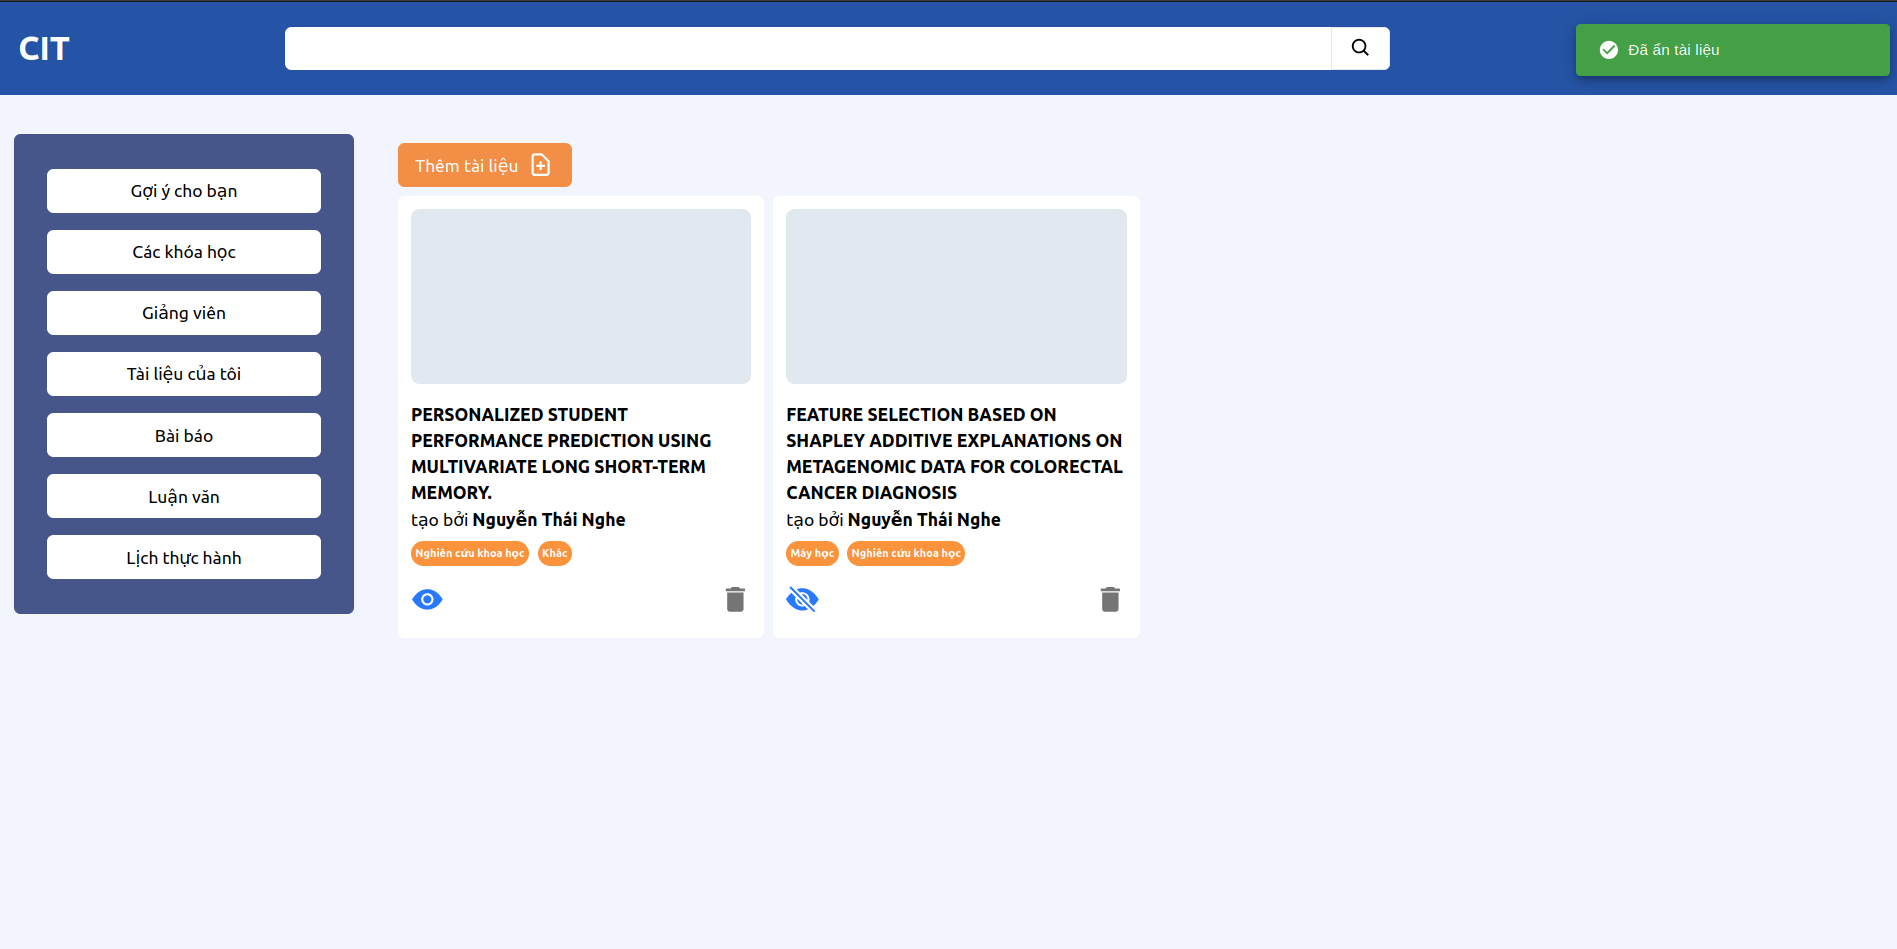 CIT
Đã ẩn tài liệu
Gợi ý cho bạn
Các khóa học
Giảng viên
Tài liệu của tôi
Bài báo
Luận văn
Lịch thực hành
Thêm tài liệu
PERSONALIZED STUDENT
PERFORMANCE PREDICTION USING
MULTIVARIATE LONG SHORT-TERM
MEMORY.
tạo bởi Nguyễn Thái Nghe
Nghiên cứu khoa học Khác
FEATURE SELECTION BASED ON
SHAPLEY ADDITIVE EXPLANATIONS ON
METAGENOMIC DATA FOR COLORECTAL
CANCER DIAGNOSIS
tạo bởi Nguyễn Thái Nghe
Máy học Nghiên cứu khoa học